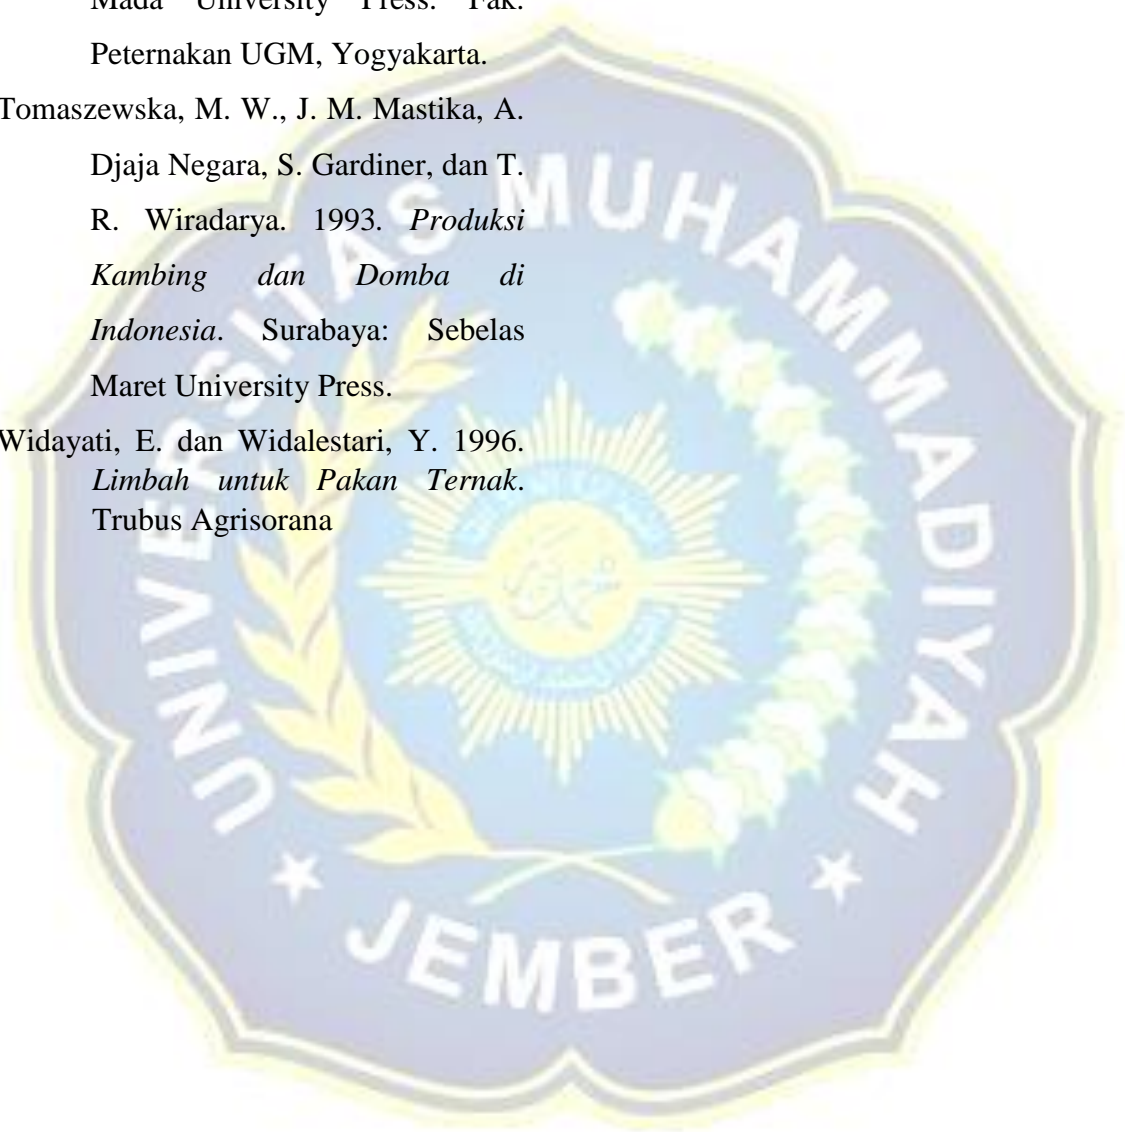 Mada University Press. Fak.
Peternakan UGM, Yogyakarta.
Tomaszewska, M. W., J. M. Mastika, A.
Djaja Negara, S. Gardiner, dan T.
R. Wiradarya. 1993. Produksi
Kambing dan Domba di
Indonesia. Surabaya: Sebelas
Maret University Press.
Widayati, E. dan Widalestari, Y. 1996.
Limbah untuk Pakan Ternak.
Trubus Agrisorana
UNIVERSITAS MUHAMMADIYAH
JEMBER